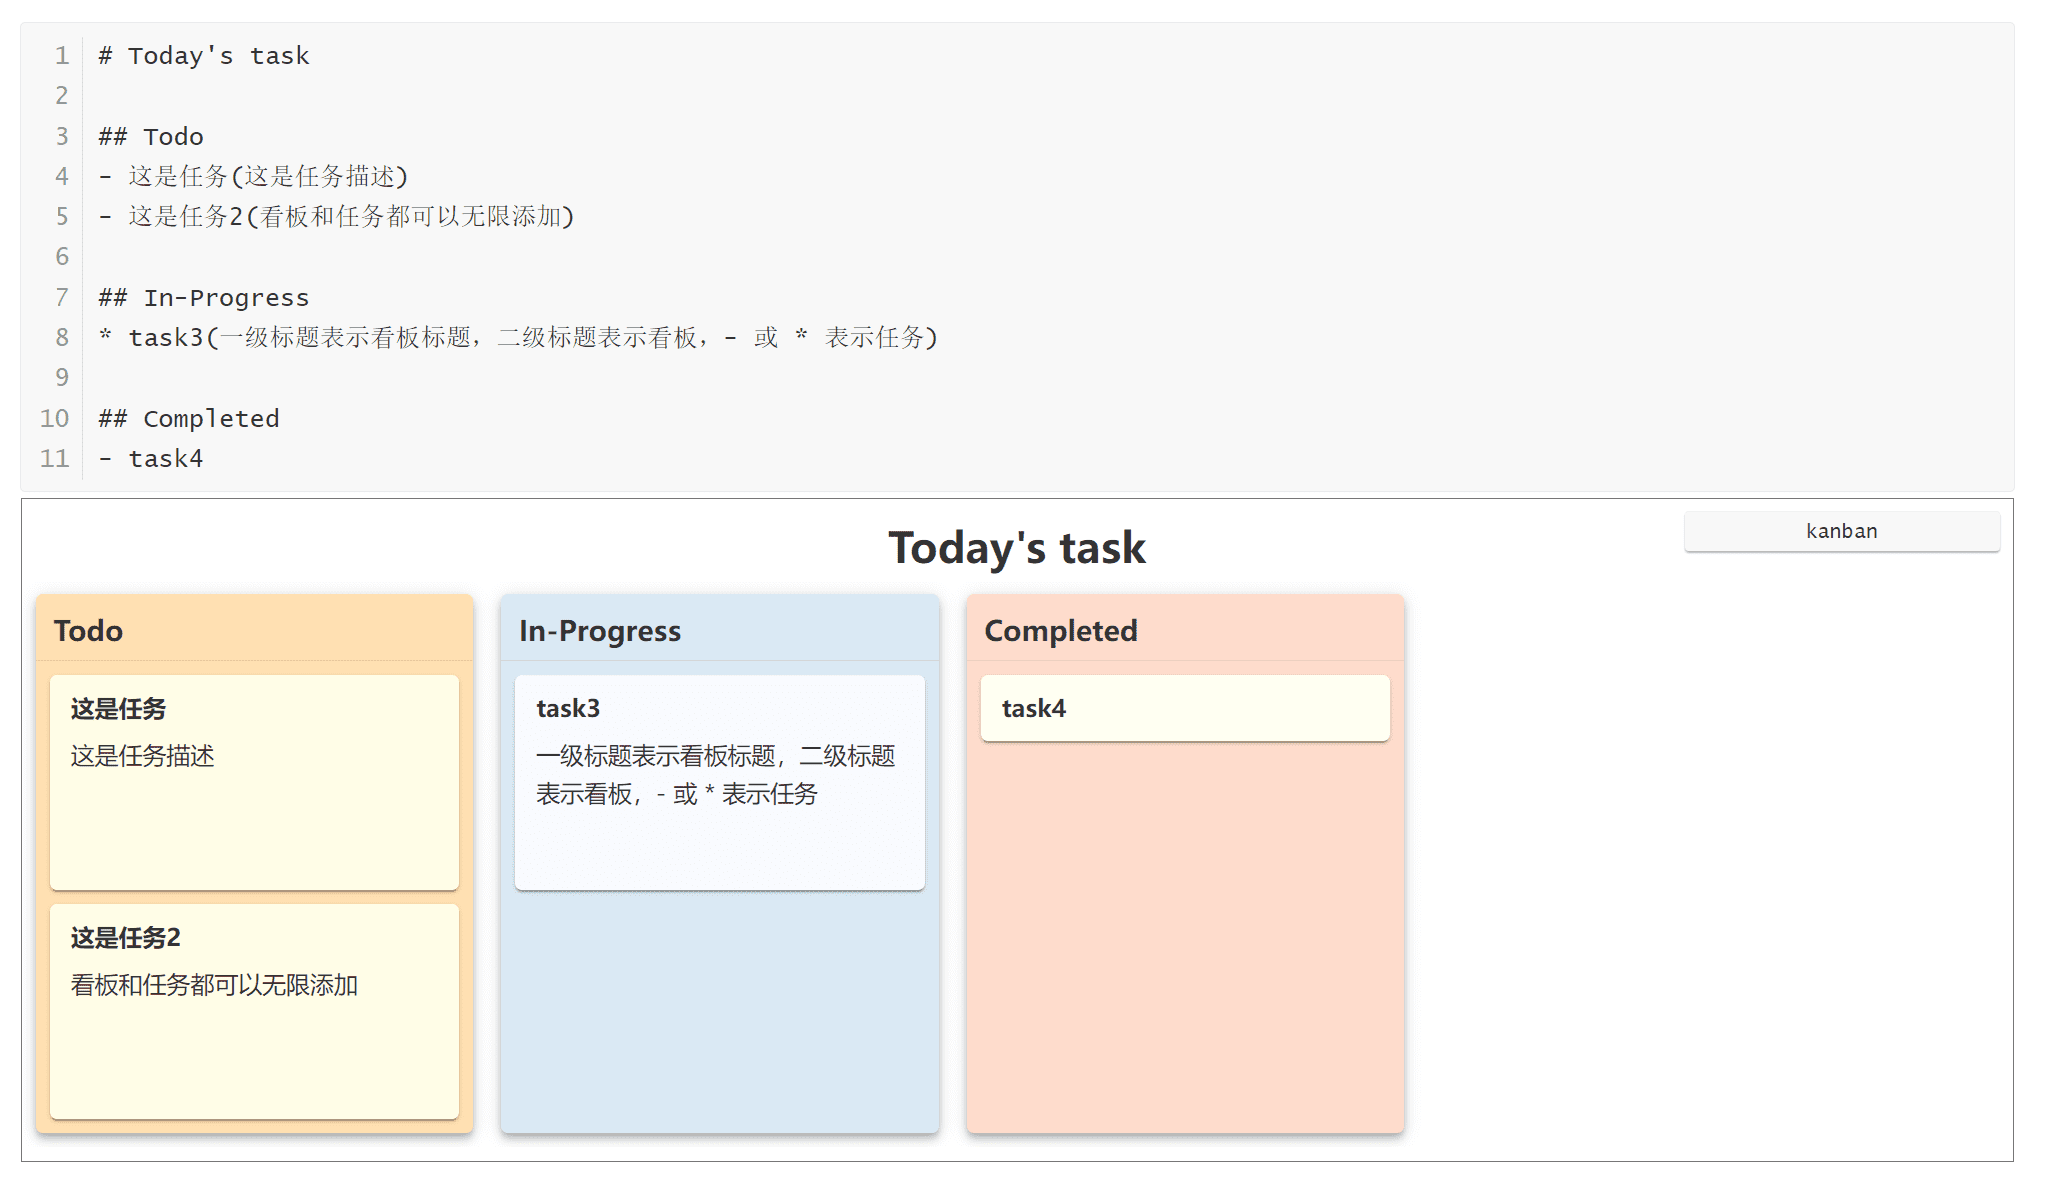 1 # Today's task
2
3 ## Todo
4 - 这是任务(这是任务描述)
5 - 这是任务2(看板和任务都可以无限添加)
6
7 ## In-Progress
8 * task3(一级标题表示看板标题，二级标题表示看板，- 或 * 表示任务)
9
10 ## Completed
11 - task4
kanban
Today's task
Todo
这是任务
这是任务描述
这是任务2
看板和任务都可以无限添加
In-Progress
task3
一级标题表示看板标题，二级标题
表示看板，- 或 * 表示任务
Completed
task4